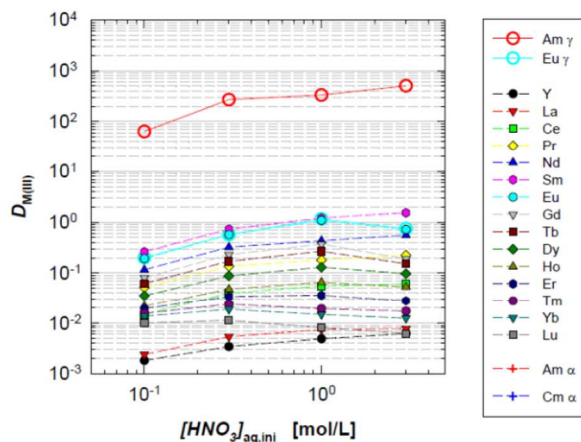 10⁴
10³
10²
10¹
10⁰
10⁻¹
10⁻²
10⁻³
D_M(III)
10⁻¹
10⁰
[HNO₃]aq,ini [mol/L]
Am γ
Eu γ
Y
La
Ce
Pr
Nd
Sm
Eu
Gd
Tb
Dy
Ho
Er
Tm
Yb
Lu
Am α
Cm α